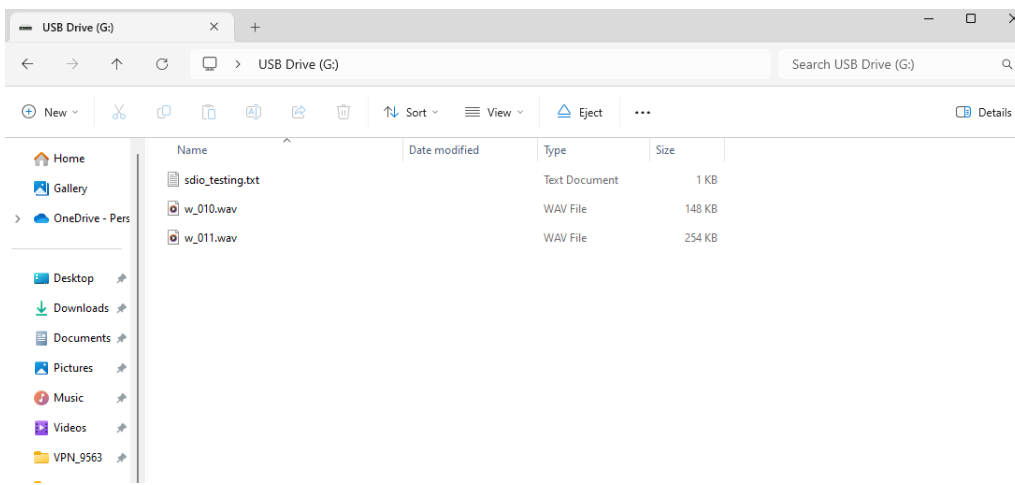 USB Drive (G:)
USB Drive (G:) Search USB Drive (G:)
New Sort View Eject Details
Name Date modified Type Size
Home
Gallery
OneDrive - Pers
Desktop
Downloads
Documents
Pictures
Music
Videos
VPN_9563
sdio_testing.txt Text Document 1 KB
w_010.wav WAV File 148 KB
w_011.wav WAV File 254 KB